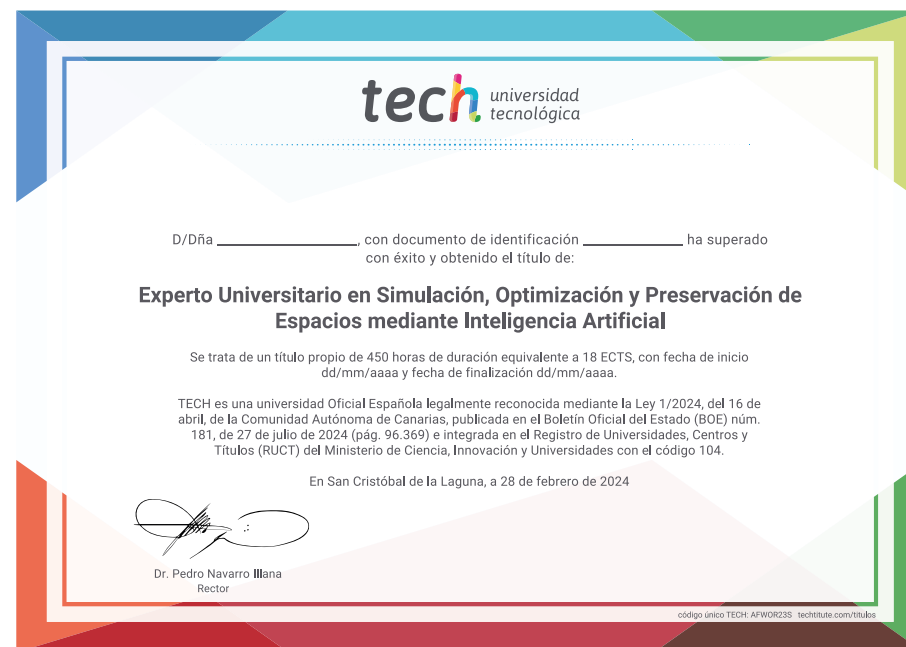 tech universidad
tecnológica
D/Dña ____________________, con documento de identificación ______________ ha superado
con éxito y obtenido el título de:
Experto Universitario en Simulación, Optimización y Preservación de
Espacios mediante Inteligencia Artificial
Se trata de un título propio de 450 horas de duración equivalente a 18 ECTS, con fecha de inicio
dd/mm/aaaa y fecha de finalización dd/mm/aaaa.
TECH es una universidad Oficial Española legalmente reconocida mediante la Ley 1/2024, del 16 de
abril, de la Comunidad Autónoma de Canarias, publicada en el Boletín Oficial del Estado (BOE) núm.
181, de 27 de julio de 2024 (pág. 96.369) e integrada en el Registro de Universidades, Centros y
Títulos (RUCT) del Ministerio de Ciencia, Innovación y Universidades con el código 104.
En San Cristóbal de la Laguna, a 28 de febrero de 2024
Dr. Pedro Navarro Illana
Rector
código único TECH: AFWOR23S techtitute.com/titulos